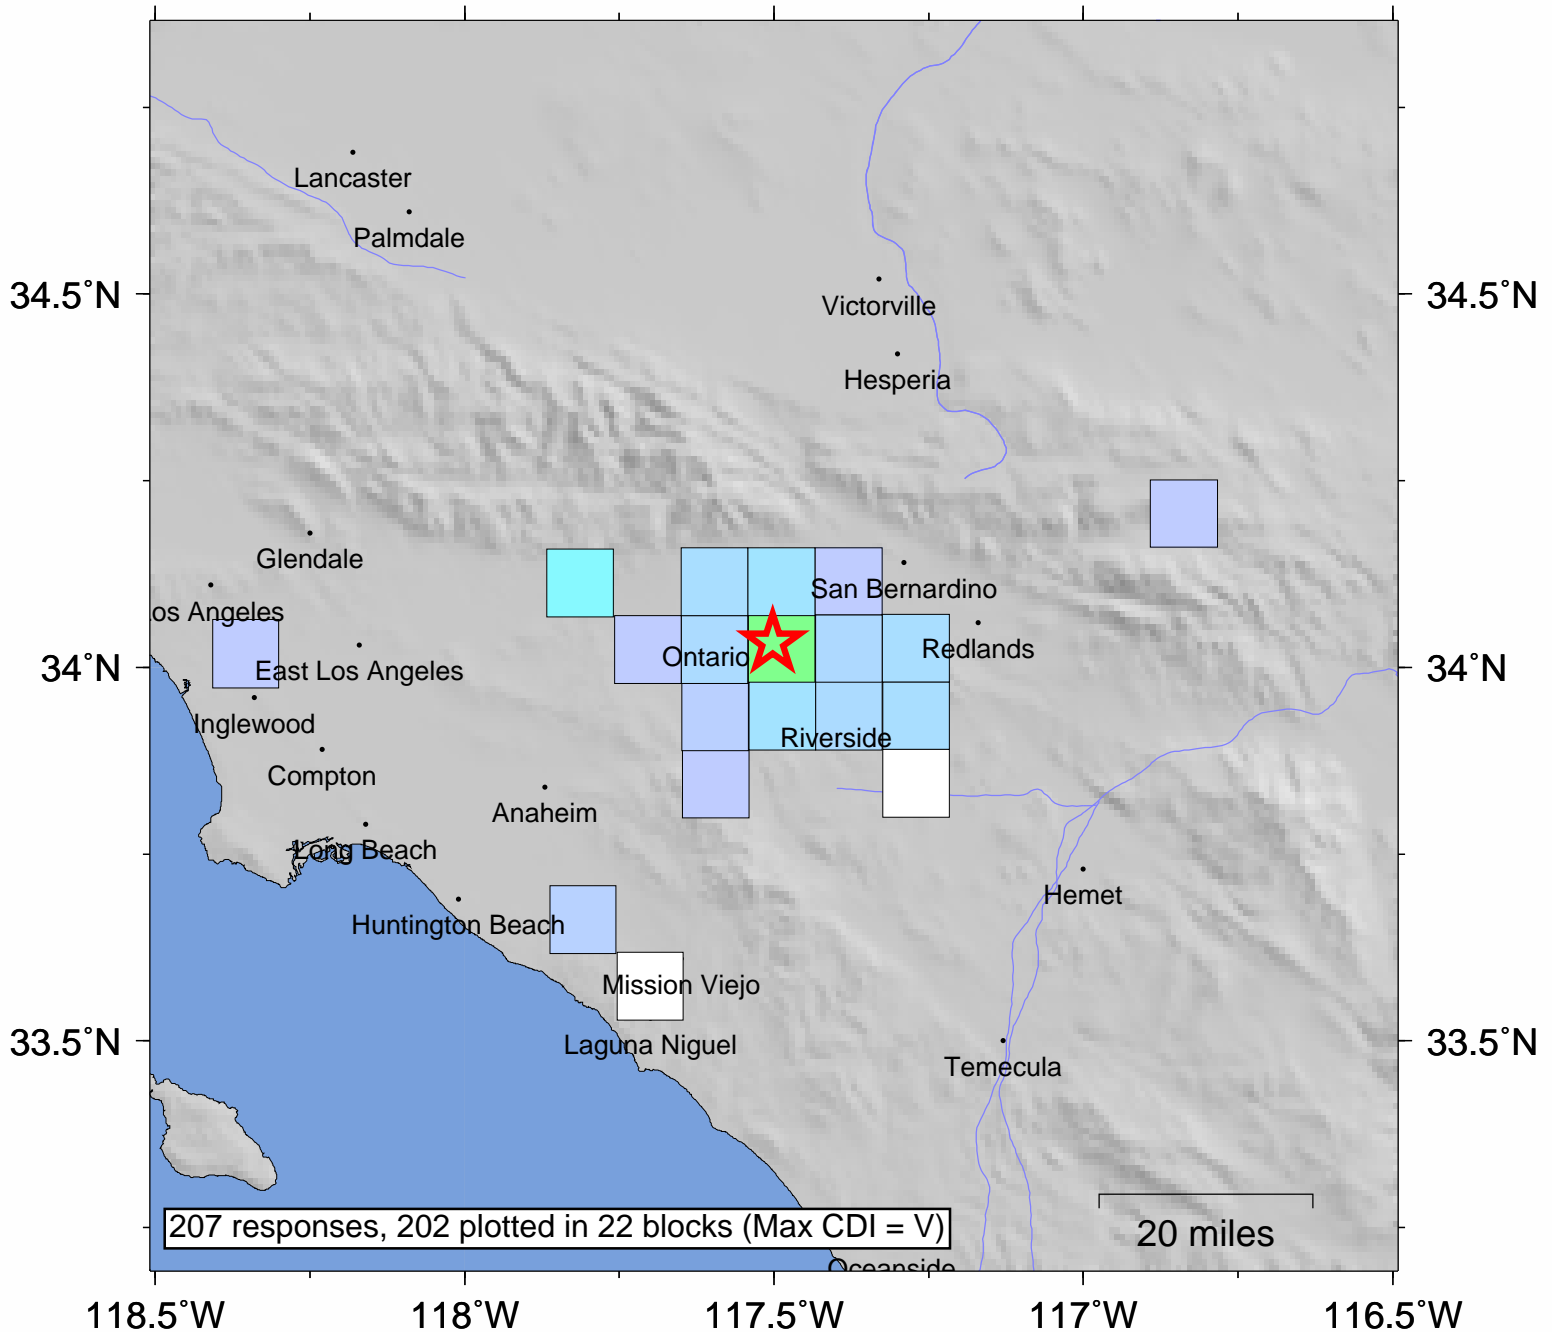 Lancaster
Palmdale
34.5°N
34.5°N
Victorville
Hesperia
Glendale
San Bernardino
os Angeles
Redlands
Ontario
34°N
East Los Angeles
34°N
Inglewood
Riverside
Compton
Anaheim
Long Beach
Hemet
Huntington Beach
Mission Viejo
33.5°N
Laguna Niguel
33.5°N
Temecula
207 responses, 202 plotted in 22 blocks (Max CDI = V)
20 miles
Oceanside
118.5°W
118°W
117.5°W
117°W
116.5°W